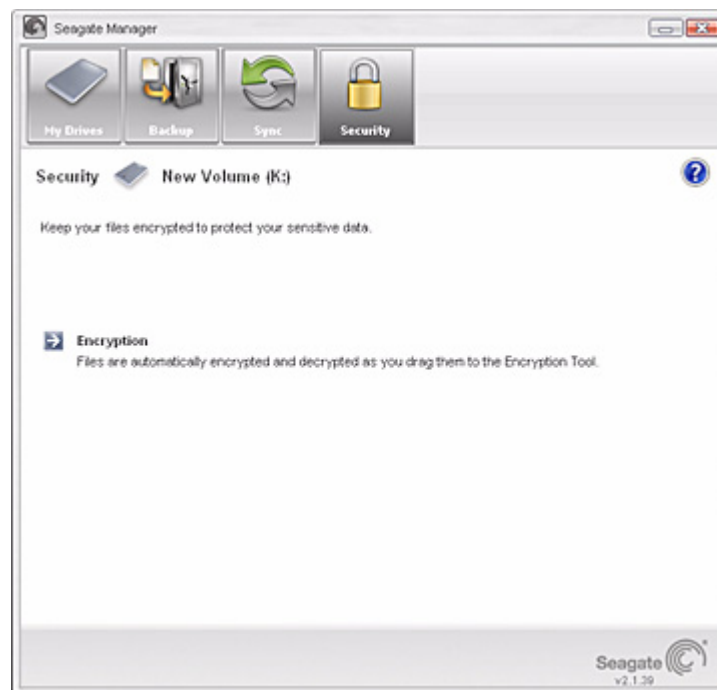 Seagate Manager
My Drives Backup Sync Security
Security New Volume (K:)
Keep your files encrypted to protect your sensitive data.
Encryption
Files are automatically encrypted and decrypted as you drag them to the Encryption Tool.
Seagate
v2.1.39